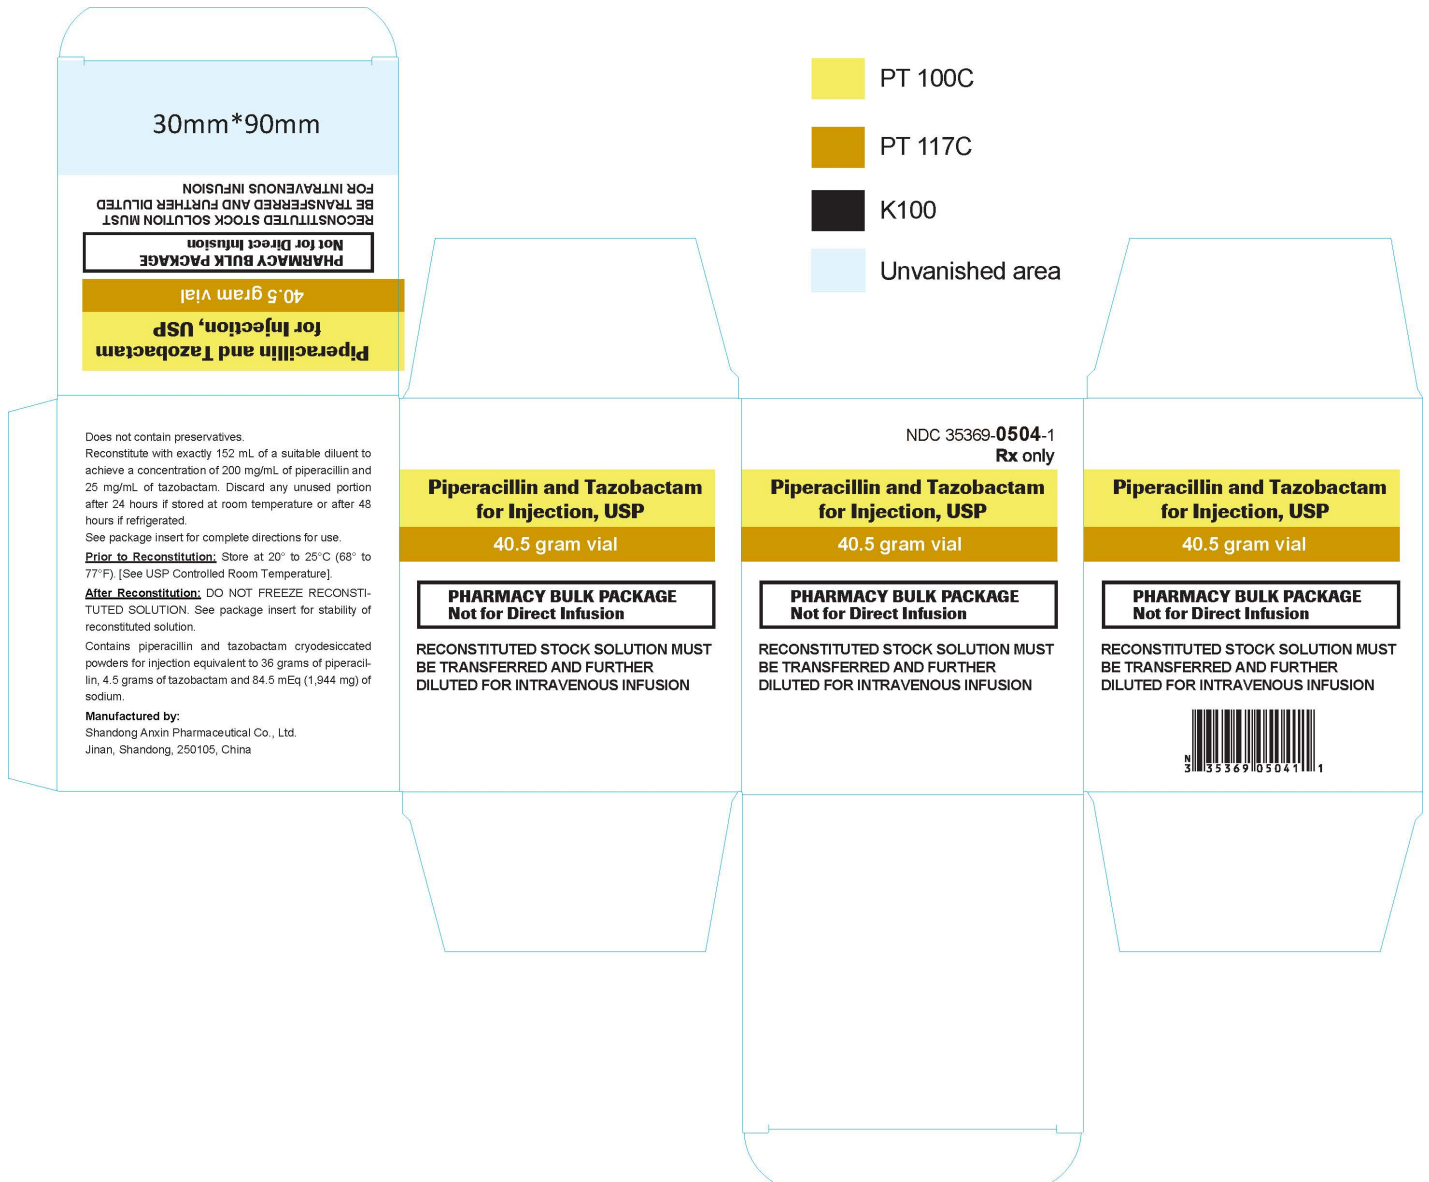 PT 100C
PT 117C
K100
Unvanished area
30mm*90mm
Piperacillin and Tazobactam
for Injection, USP
40.5 gram vial
PHARMACY BULK PACKAGE
Not for Direct Infusion
RECONSTITUTED STOCK SOLUTION MUST
BE TRANSFERRED AND FURTHER DILUTED
FOR INTRAVENOUS INFUSION
Does not contain preservatives.
Reconstitute with exactly 152 mL of a suitable diluent to
achieve a concentration of 200 mg/mL of piperacillin and
25 mg/mL of tazobactam. Discard any unused portion
after 24 hours if stored at room temperature or after 48
hours if refrigerated.
See package insert for complete directions for use.
Prior to Reconstitution: Store at 20° to 25°C (68° to
77°F). [See USP Controlled Room Temperature].
After Reconstitution: DO NOT FREEZE RECONSTI-
TUTED SOLUTION. See package insert for stability of
reconstituted solution.
Contains piperacillin and tazobactam cryodesiccated
powders for injection equivalent to 36 grams of piperacil-
lin, 4.5 grams of tazobactam and 84.5 mEq (1,944 mg) of
sodium.
Manufactured by:
Shandong Anxin Pharmaceutical Co., Ltd.
Jinan, Shandong, 250105, China
Piperacillin and Tazobactam
for Injection, USP
40.5 gram vial
PHARMACY BULK PACKAGE
Not for Direct Infusion
RECONSTITUTED STOCK SOLUTION MUST
BE TRANSFERRED AND FURTHER
DILUTED FOR INTRAVENOUS INFUSION
NDC 35369-0504-1
Rx only
Piperacillin and Tazobactam
for Injection, USP
40.5 gram vial
PHARMACY BULK PACKAGE
Not for Direct Infusion
RECONSTITUTED STOCK SOLUTION MUST
BE TRANSFERRED AND FURTHER
DILUTED FOR INTRAVENOUS INFUSION
Piperacillin and Tazobactam
for Injection, USP
40.5 gram vial
PHARMACY BULK PACKAGE
Not for Direct Infusion
RECONSTITUTED STOCK SOLUTION MUST
BE TRANSFERRED AND FURTHER
DILUTED FOR INTRAVENOUS INFUSION
N
3 35369 05041 1